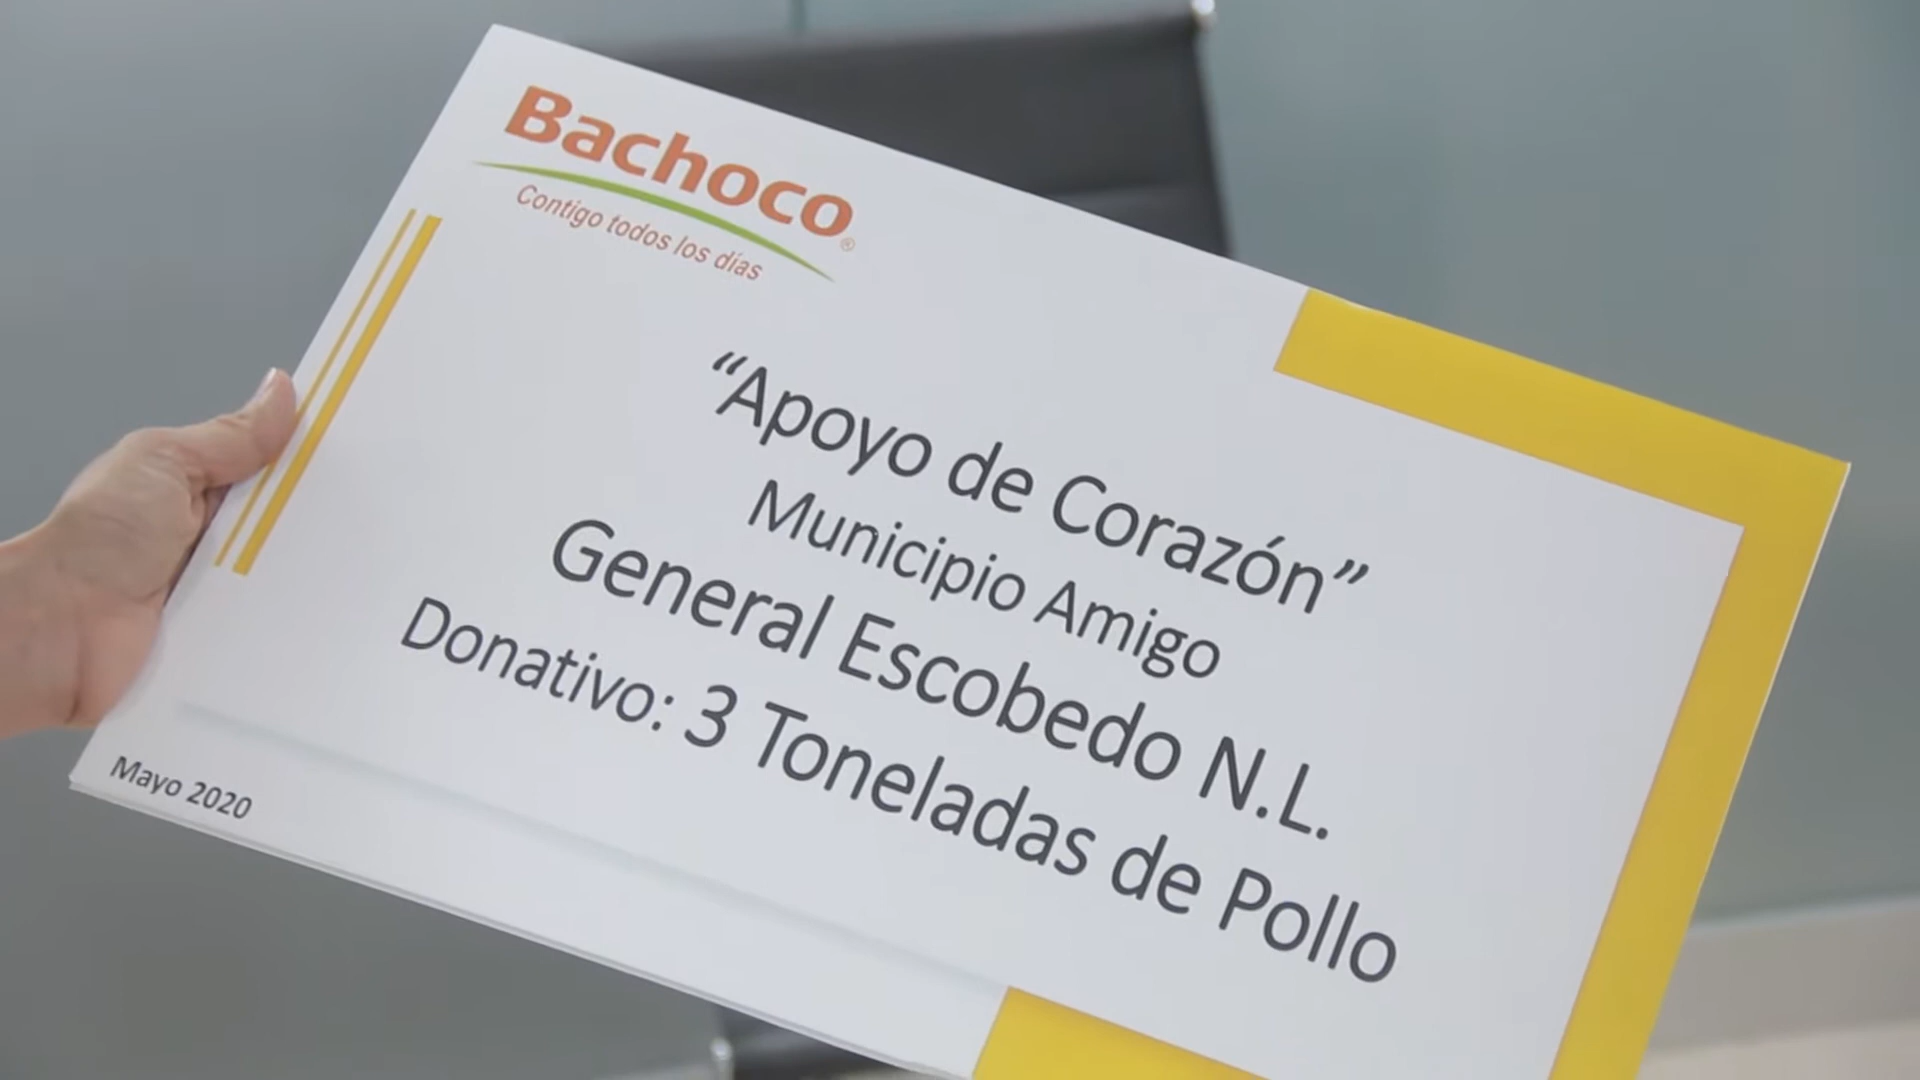 Bachoco®
Contigo todos los días
“Apoyo de Corazón”
Municipio Amigo
General Escobedo N.L.
Donativo: 3 Toneladas de Pollo
Mayo 2020